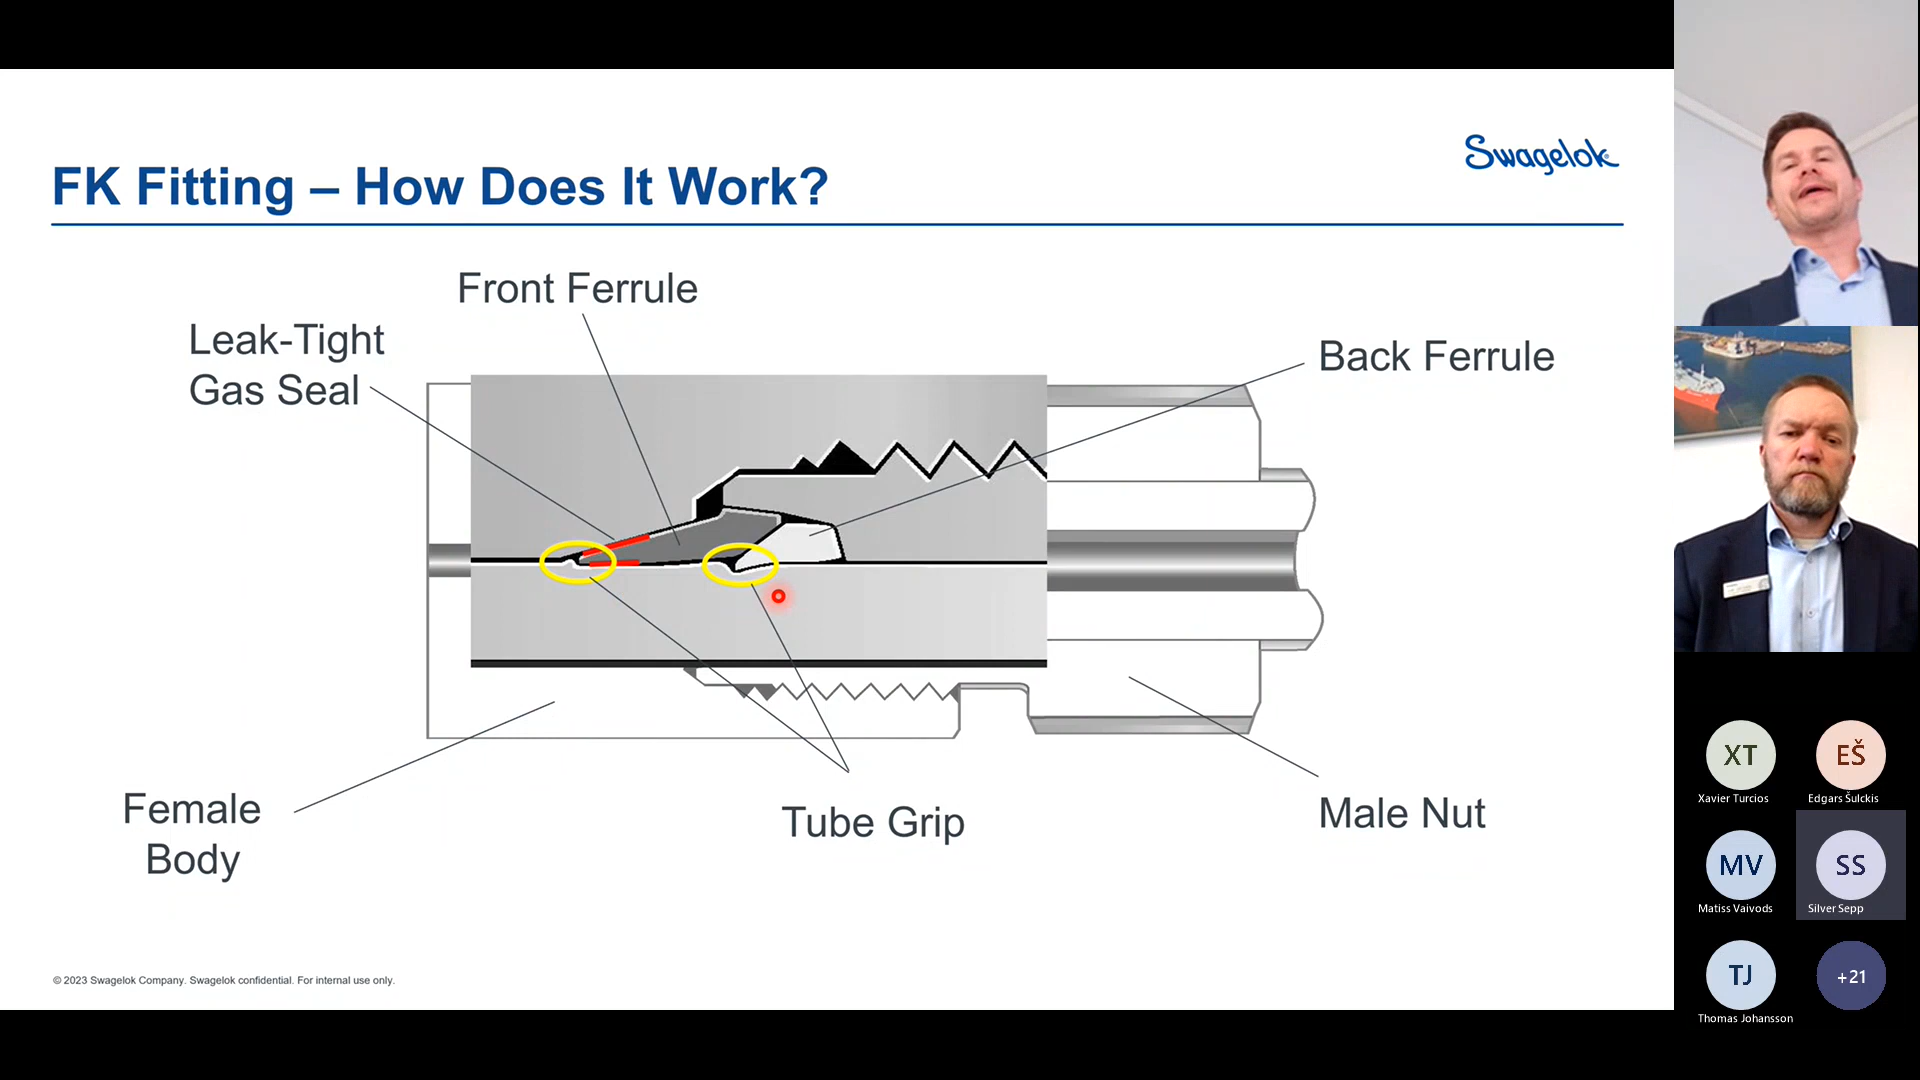 Swagelok
FK Fitting – How Does It Work?
Front Ferrule
Leak-Tight
Gas Seal
Back Ferrule
Female
Body
Tube Grip
Male Nut
© 2023 Swagelok Company. Swagelok confidential. For internal use only.
XT
Xavier Turcios
EŠ
Edgars Šulckis
MV
Matiss Vaivods
SS
Silver Sepp
TJ
Thomas Johansson
+21